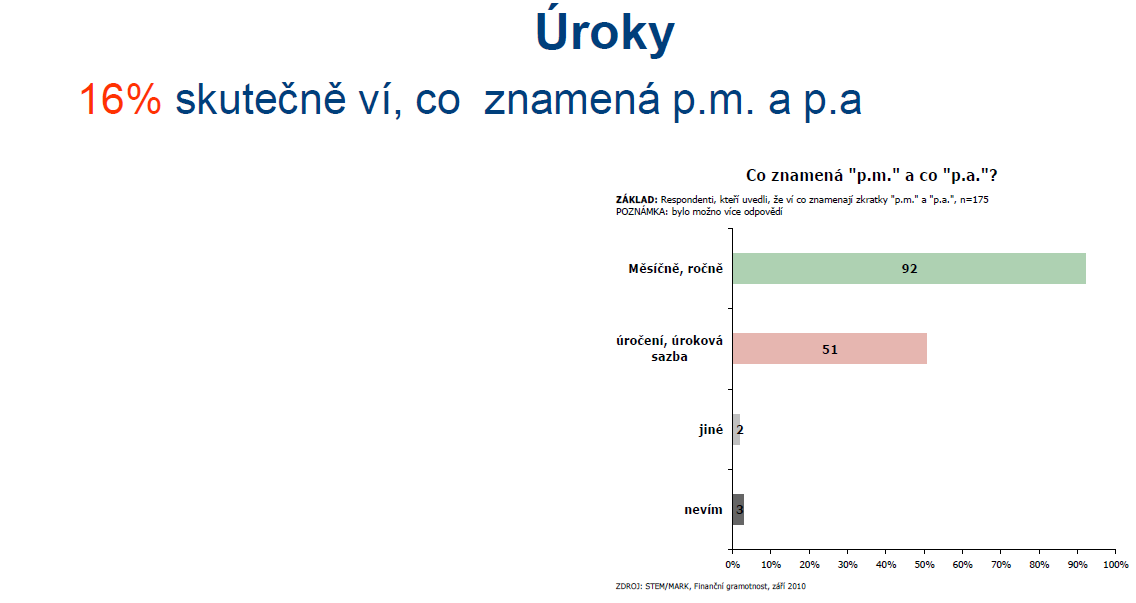 Úroky
16% skutečně ví, co  znamená p.m. a p.a
Co znamená "p.m." a co "p.a."?
ZÁKLAD: Respondenti, kteří uvedli, že ví co znamenají zkratky "p.m." a "p.a.", n=175
POZNÁMKA: bylo možno více odpovědí
Měsíčně, ročně
92
úročení, úroková
sazba
51
jiné
2
nevím
3
0% 10% 20% 30% 40% 50% 60% 70% 80% 90% 100%
ZDROJ: STEM/MARK, Finanční gramotnost, září 2010